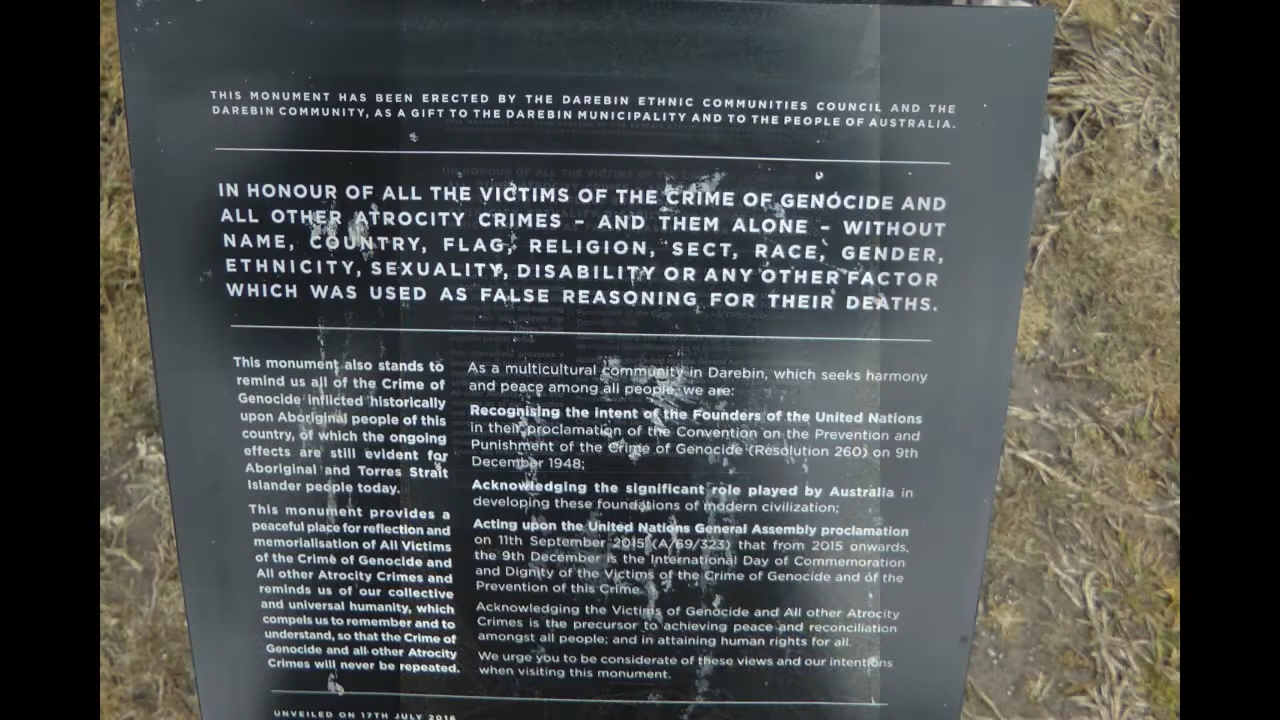 THIS MONUMENT HAS BEEN ERECTED BY THE DAREBIN ETHNIC COMMUNITIES COUNCIL AND THE
DAREBIN COMMUNITY, AS A GIFT TO THE DAREBIN MUNICIPALITY AND TO THE PEOPLE OF AUSTRALIA.
IN HONOUR OF ALL THE VICTIMS OF THE CRIME OF GENOCIDE AND
ALL OTHER ATROCITY CRIMES – AND THEM ALONE – WITHOUT
NAME, COUNTRY, FLAG, RELIGION, SECT, RACE, GENDER,
ETHNICITY, SEXUALITY, DISABILITY OR ANY OTHER FACTOR
WHICH WAS USED AS FALSE REASONING FOR THEIR DEATHS.
This monument also stands to
remind us all of the Crime of
Genocide inflicted historically
upon Aboriginal people of this
country, of which the ongoing
effects are still evident for
Aboriginal and Torres Strait
Islander people today.
This monument provides a
peaceful place for reflection and
memorialisation of All Victims
of the Crime of Genocide and
All other Atrocity Crimes and
reminds us of our collective
and universal humanity, which
compels us to remember and to
understand, so that the Crime of
Genocide and all other Atrocity
Crimes will never be repeated.
As a multicultural community in Darebin, which seeks harmony
and peace among all people, we are:
Recognising the intent of the Founders of the United Nations
in their proclamation of the Convention on the Prevention and
Punishment of the Crime of Genocide (Resolution 260) on 9th
December 1948;
Acknowledging the significant role played by Australia in
developing these foundations of modern civilization;
Acting upon the United Nations General Assembly proclamation
on 11th September 2015 (A/69/323) that from 2015 onwards,
the 9th December is the International Day of Commemoration
and Dignity of the Victims of the Crime of Genocide and of the
Prevention of this Crime.
Acknowledging the Victims of Genocide and All other Atrocity
Crimes is the precursor to achieving peace and reconciliation
amongst all people; and in attaining human rights for all.
We urge you to be considerate of these views and our intentions
when visiting this monument.
UNVEILED ON 17TH JULY 2016